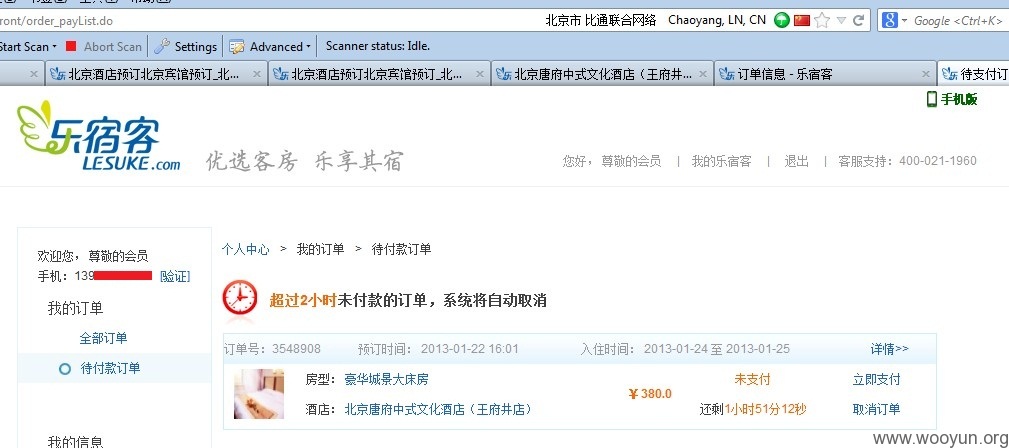 ront/order_payList.do
北京市 比通联合网络 Chaoyang, LN, CN
Google <Ctrl+K>
Start Scan
Abort Scan
Settings
Advanced
Scanner status: Idle.
北京酒店预订北京宾馆预订_北...
北京酒店预订北京宾馆预订_北...
北京唐府中式文化酒店（王府井...
订单信息 - 乐宿客
待支付订
手机版
乐宿客
LESUKE.com
优选客房 乐享其宿
您好，尊敬的会员 | 我的乐宿客 | 退出 | 客服支持：400-021-1960
欢迎您，尊敬的会员
手机：139 [验证]
我的订单
全部订单
待付款订单
我的信息
个人中心 > 我的订单 > 待付款订单
超过2小时未付款的订单，系统将自动取消
订单号：3548908 预订时间： 2013-01-22 16:01 入住时间： 2013-01-24 至 2013-01-25 详情>>
房型： 豪华城景大床房
酒店： 北京唐府中式文化酒店（王府井店）
¥ 380.0
未支付
还剩1小时51分12秒
立即支付
取消订单
www.wooyun.org